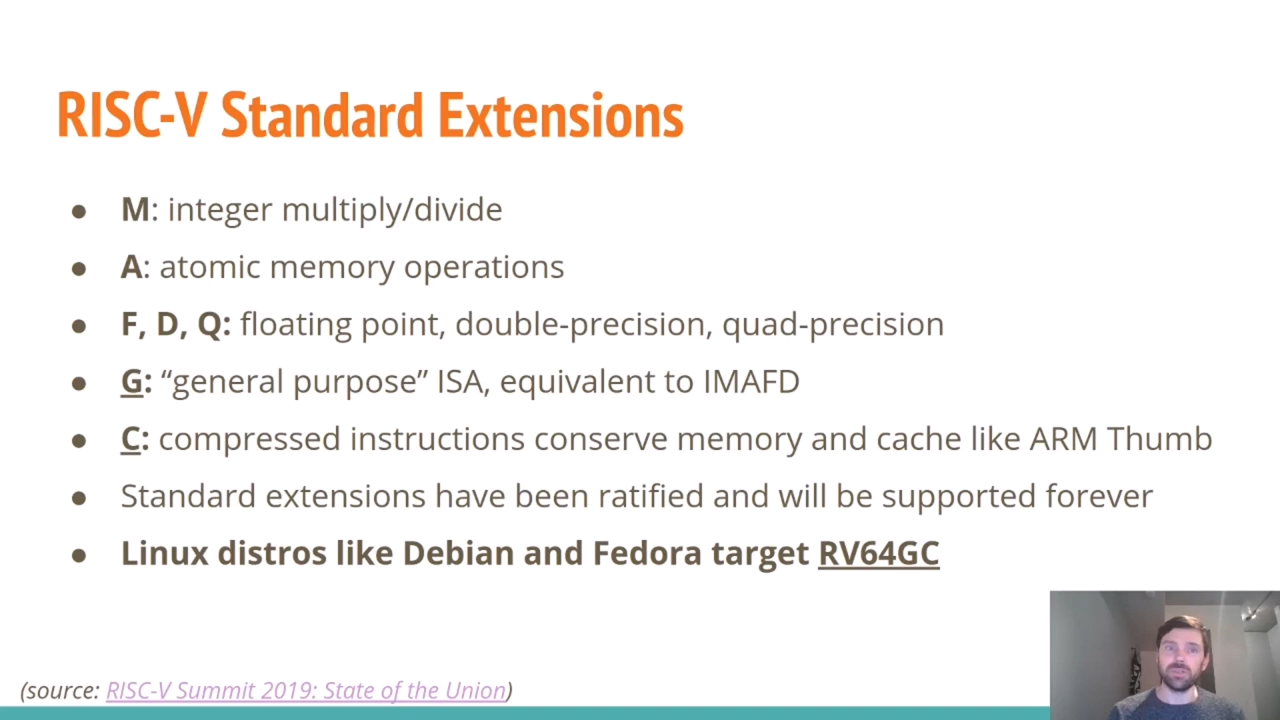 RISC-V Standard Extensions
● M: integer multiply/divide
● A: atomic memory operations
● F, D, Q: floating point, double-precision, quad-precision
● G: “general purpose” ISA, equivalent to IMAFD
● C: compressed instructions conserve memory and cache like ARM Thumb
● Standard extensions have been ratified and will be supported forever
● Linux distros like Debian and Fedora target RV64GC
(source: RISC-V Summit 2019: State of the Union)